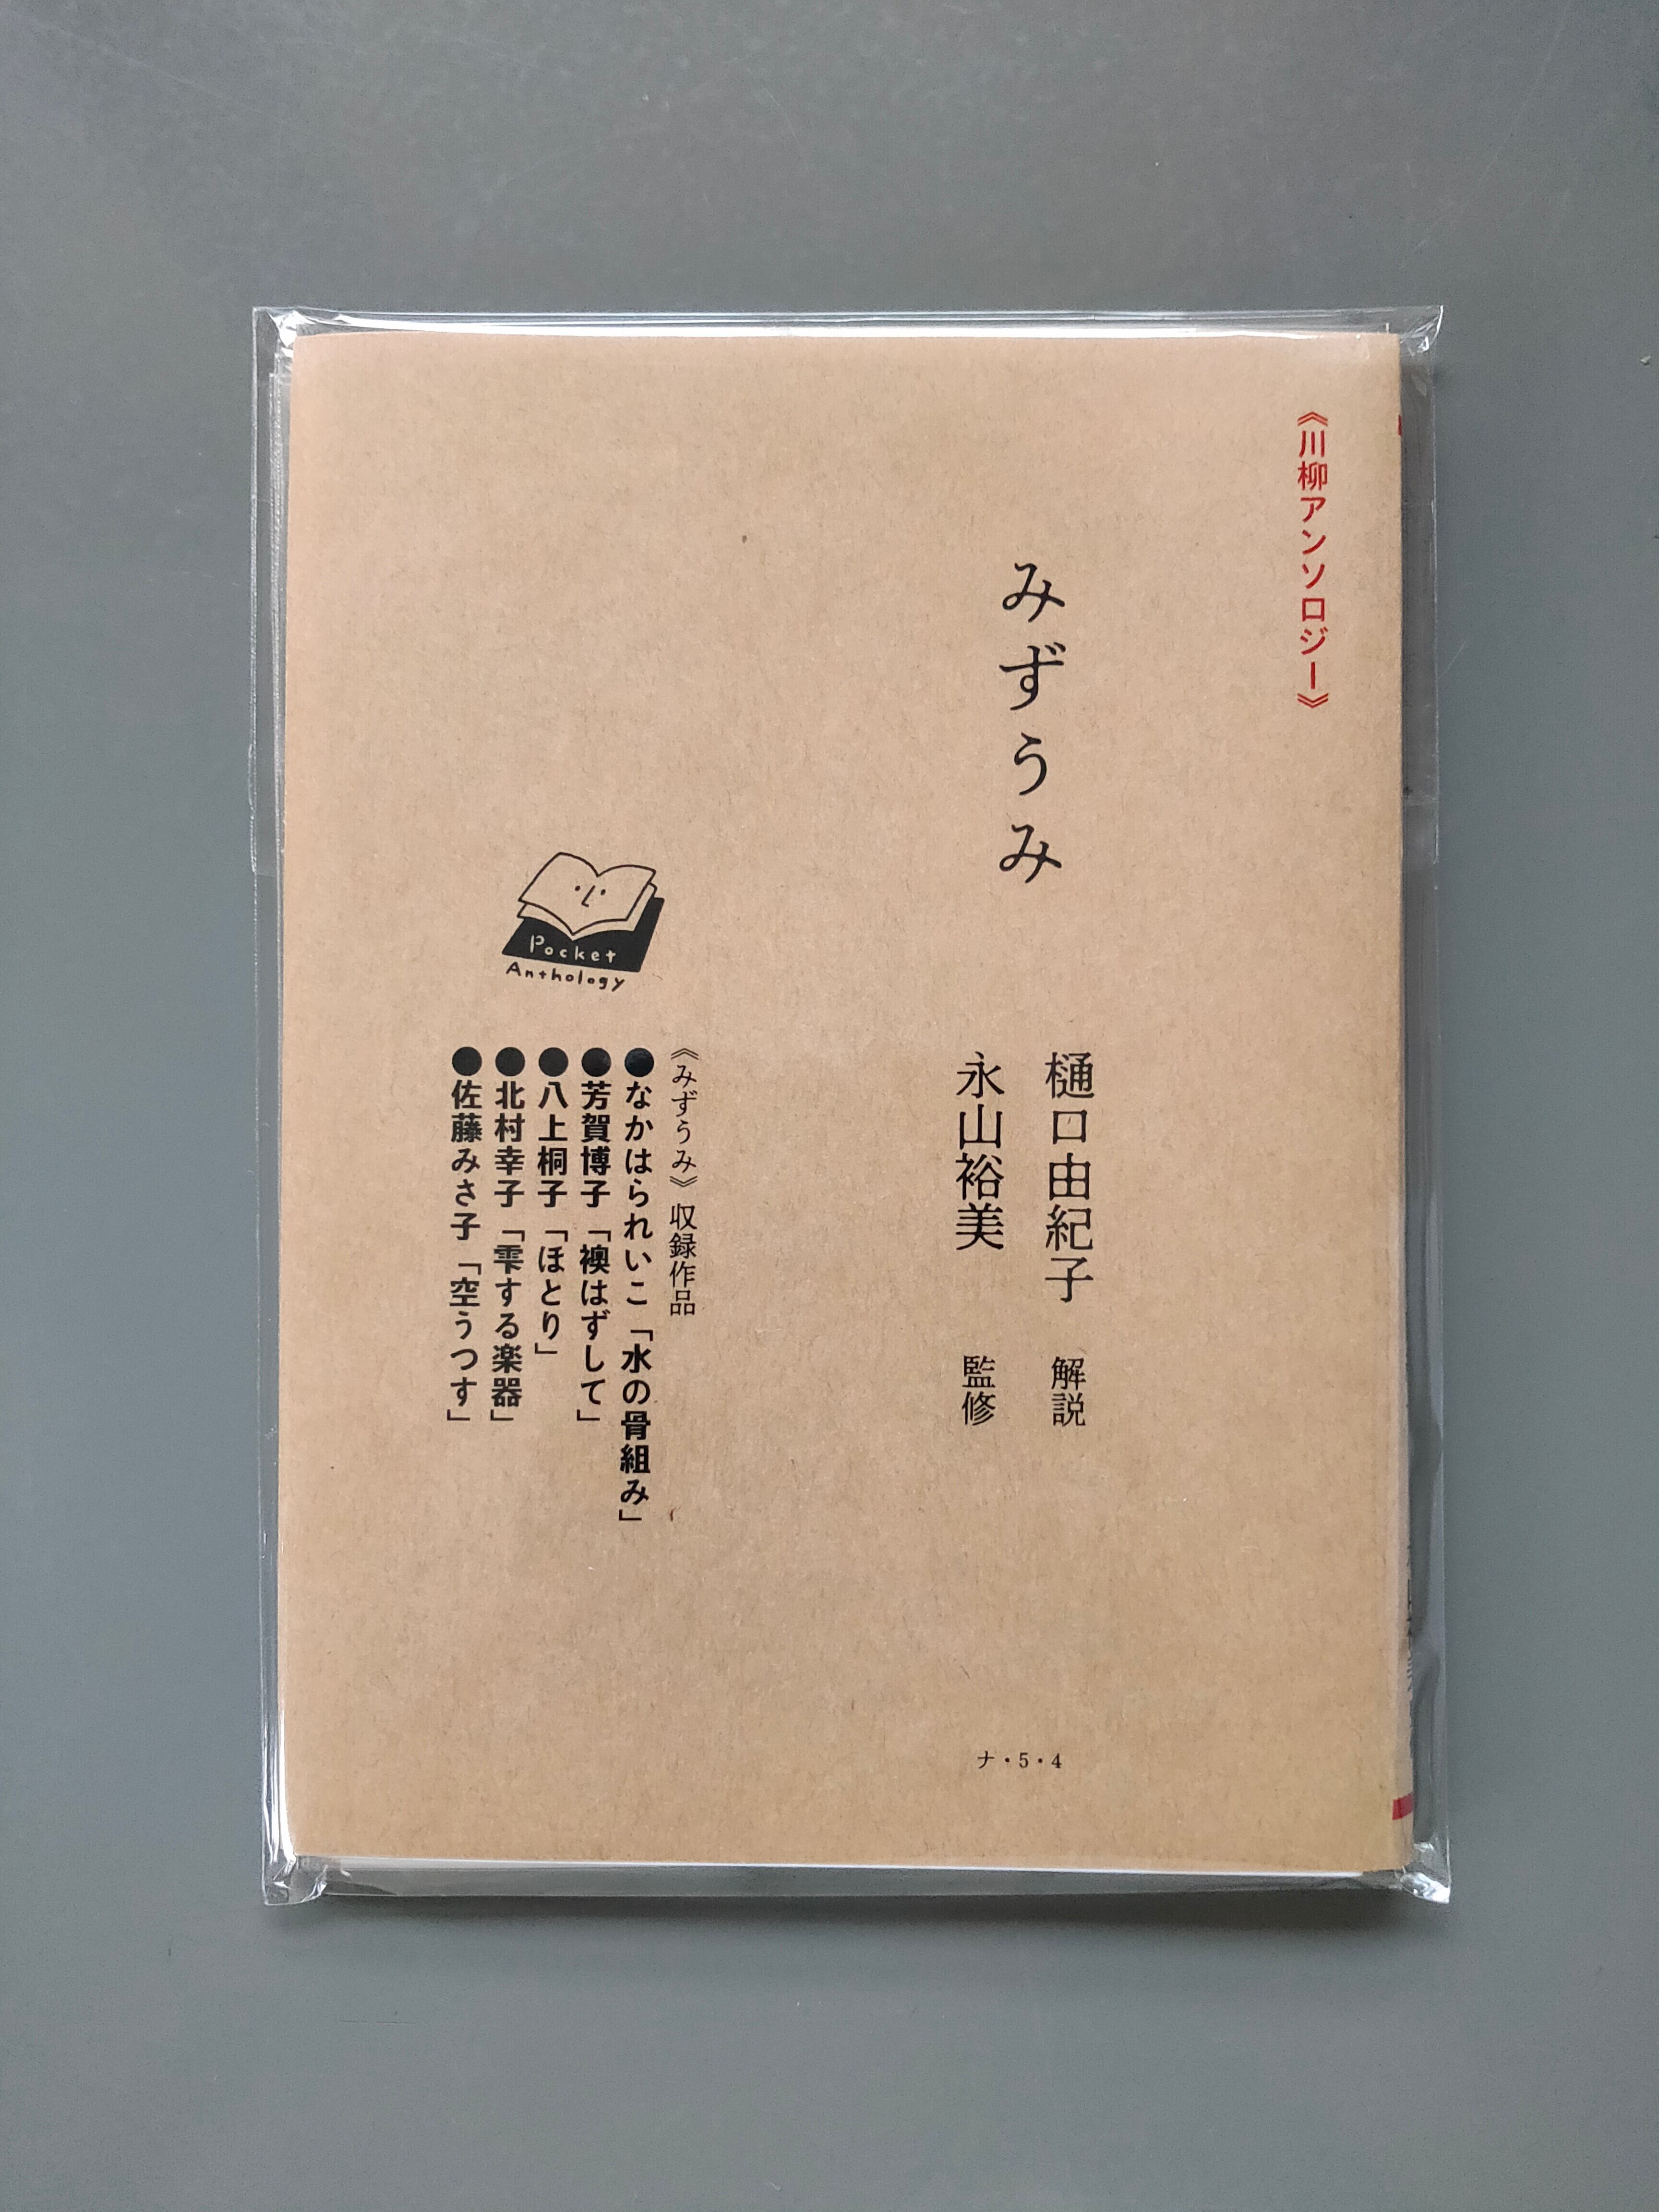 《川柳アンソロジー》
みずうみ
樋口由紀子 解説
永山裕美 監修
Pocket
Anthology
《みずうみ》収録作品
●なかはられいこ「水の骨組み」
●芳賀博子「襖はずして」
●八上桐子「ほとり」
●北村幸子「雫する楽器」
●佐藤みさ子「空うつす」
ナ・5・4